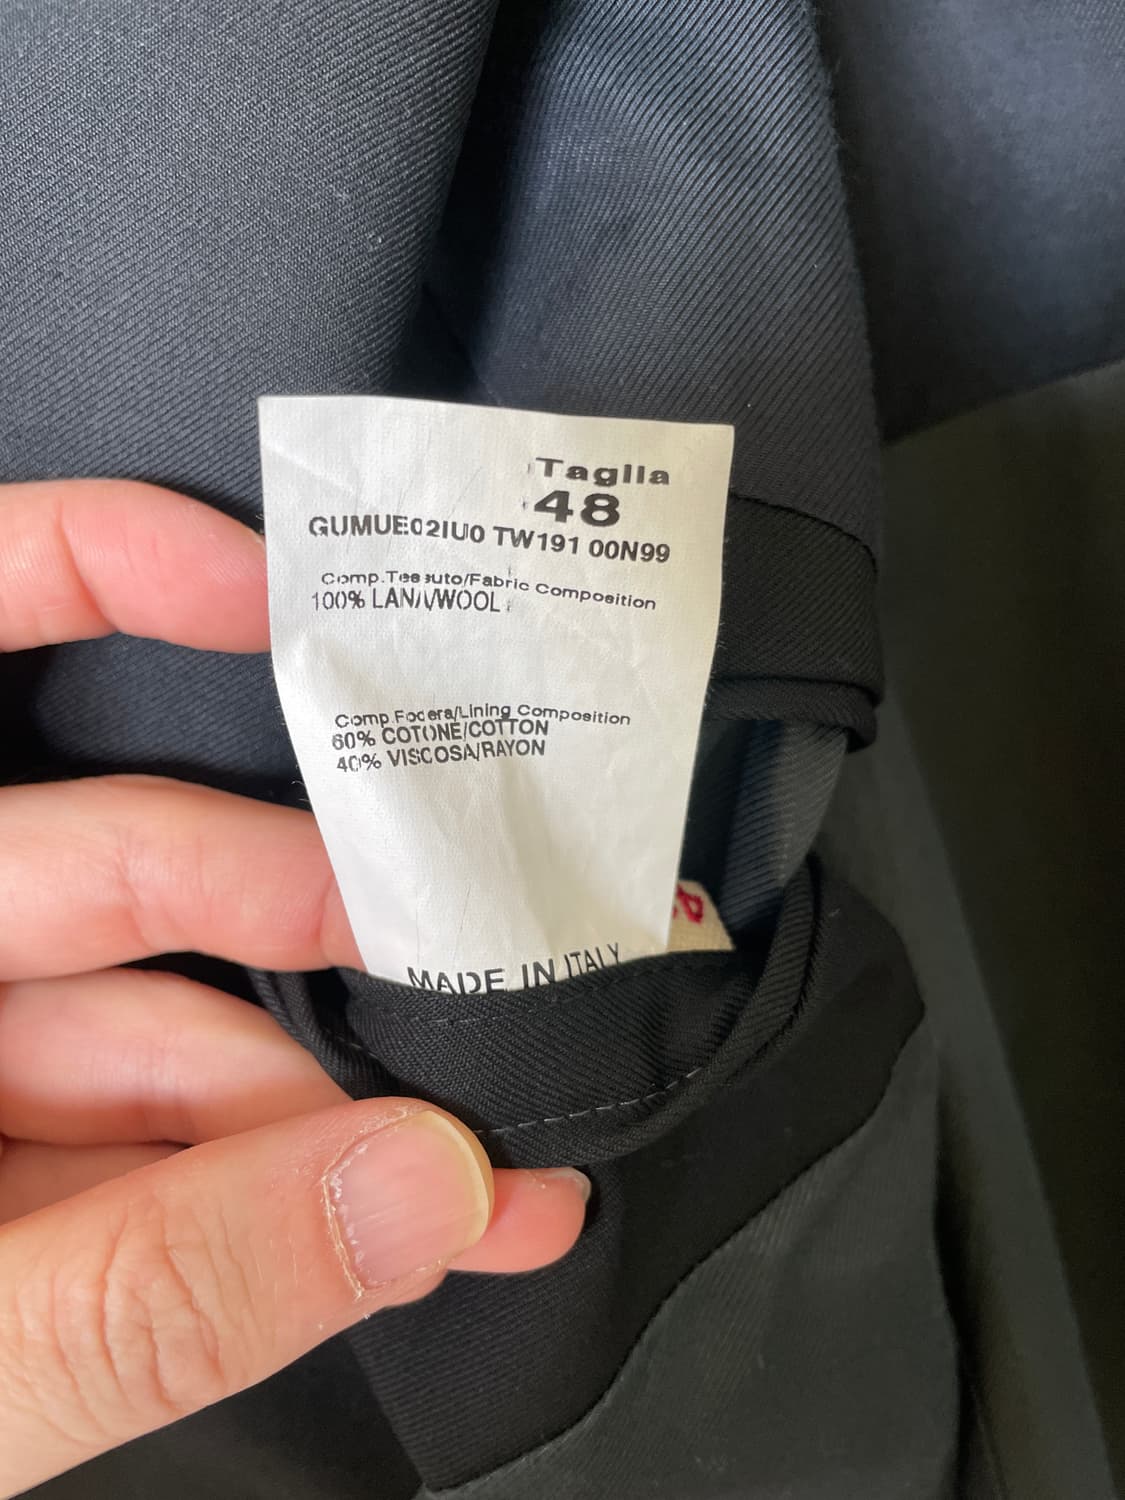 Taglia
48
GUMUE02IU0 TW191 00N99
Comp.Tessuto/Fabric Composition
100% LANA/WOOL
Comp.Fodera/Lining Composition
60% COTONE/COTTON
40% VISCOSA/RAYON
MADE IN ITALY